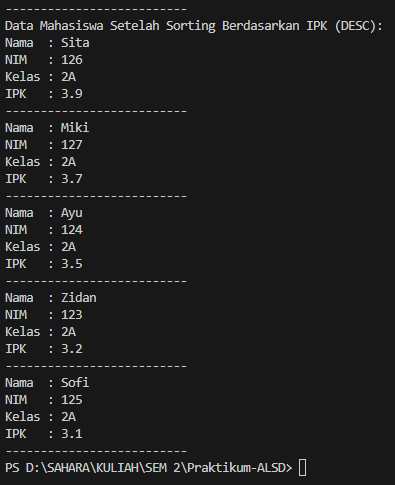 --------------------------
Data Mahasiswa Setelah Sorting Berdasarkan IPK (DESC):
Nama  : Sita
NIM   : 126
Kelas : 2A
IPK   : 3.9
--------------------------
Nama  : Miki
NIM   : 127
Kelas : 2A
IPK   : 3.7
--------------------------
Nama  : Ayu
NIM   : 124
Kelas : 2A
IPK   : 3.5
--------------------------
Nama  : Zidan
NIM   : 123
Kelas : 2A
IPK   : 3.2
--------------------------
Nama  : Sofi
NIM   : 125
Kelas : 2A
IPK   : 3.1
--------------------------
PS D:\SAHARA\KULIAH\SEM 2\Praktikum-ALSD>